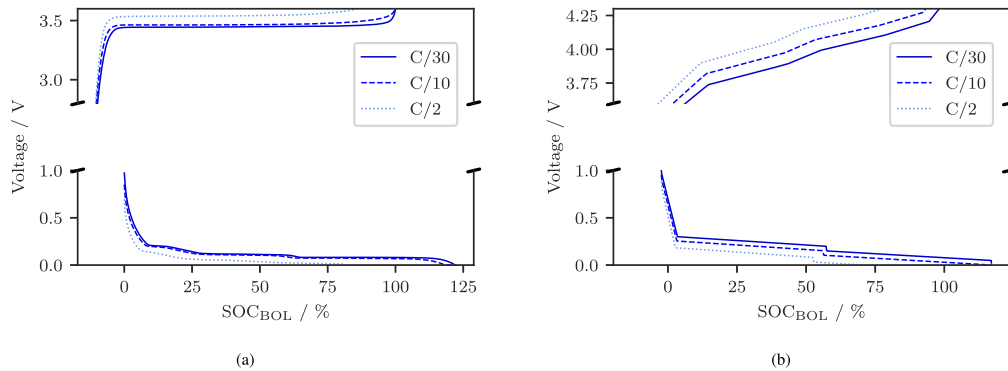 3.5
3.0
1.0
0.5
0.0
Voltage / V
C/30
C/10
C/2
0 25 50 75 100 125
SOC_BOL / %
(a)
4.25
4.00
3.75
1.0
0.5
0.0
Voltage / V
C/30
C/10
C/2
0 25 50 75 100
SOC_BOL / %
(b)